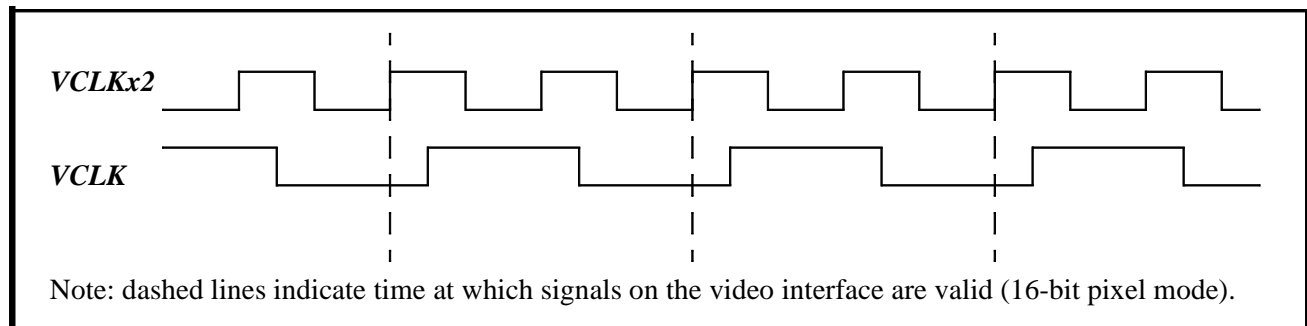 VCLKx2
VCLK
Note: dashed lines indicate time at which signals on the video interface are valid (16-bit pixel mode).